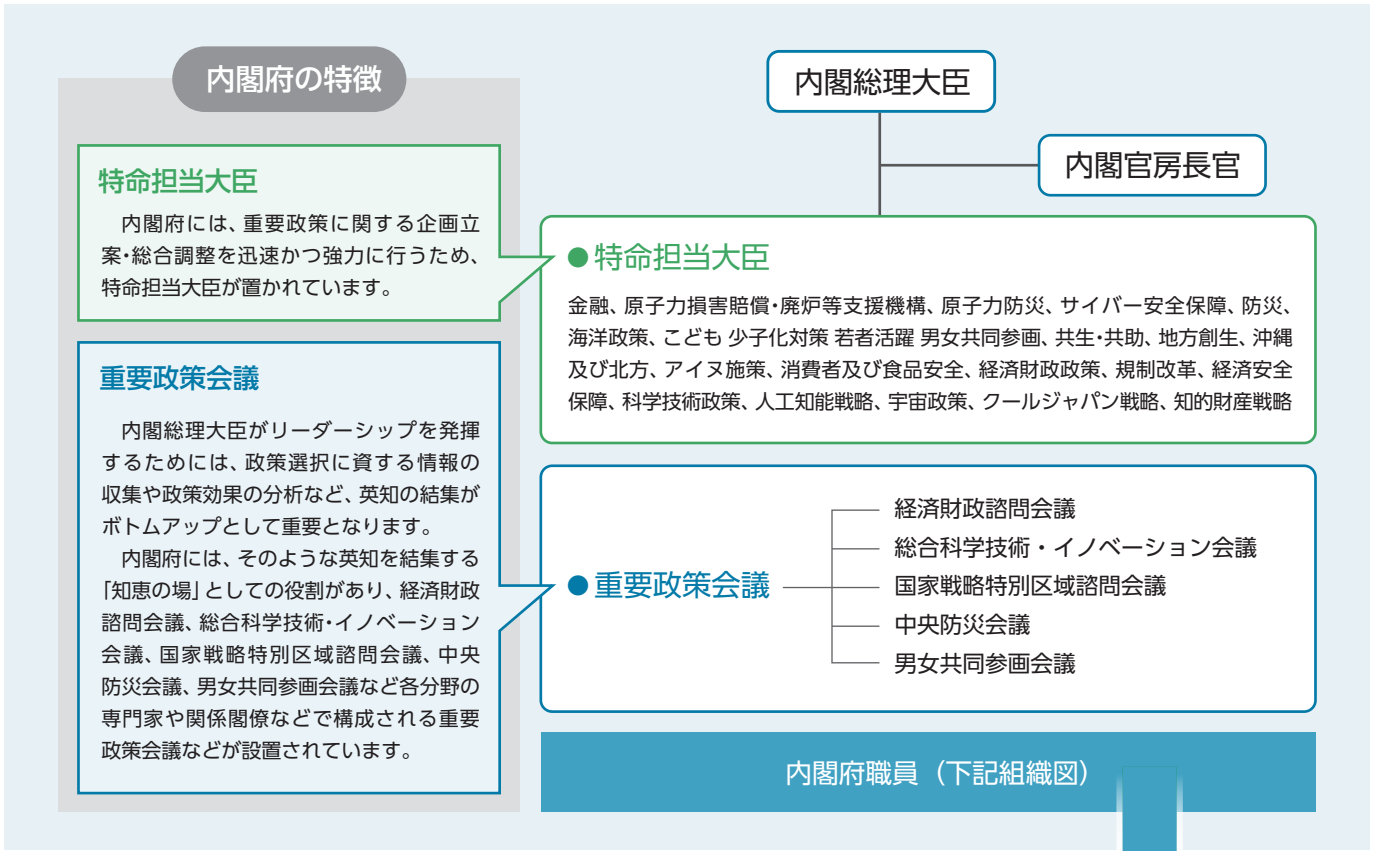 内閣府の特徴
特命担当大臣
内閣府には、重要政策に関する企画立
案・総合調整を迅速かつ強力に行うため、
特命担当大臣が置かれています。
重要政策会議
内閣総理大臣がリーダーシップを発揮
するためには、政策選択に資する情報の
収集や政策効果の分析など、英知の結集が
ボトムアップとして重要となります。
内閣府には、そのような英知を結集する
「知恵の場」としての役割があり、経済財政
諮問会議、総合科学技術・イノベーション
会議、国家戦略特別区域諮問会議、中央
防災会議、男女共同参画会議など各分野の
専門家や関係閣僚などで構成される重要
政策会議などが設置されています。
内閣総理大臣
内閣官房長官
●特命担当大臣
金融、原子力損害賠償・廃炉等支援機構、原子力防災、サイバー安全保障、防災、
海洋政策、こども 少子化対策 若者活躍 男女共同参画、共生・共助、地方創生、沖縄
及び北方、アイヌ施策、消費者及び食品安全、経済財政政策、規制改革、経済安全
保障、科学技術政策、人工知能戦略、宇宙政策、クールジャパン戦略、知的財産戦略
●重要政策会議
経済財政諮問会議
総合科学技術・イノベーション会議
国家戦略特別区域諮問会議
中央防災会議
男女共同参画会議
内閣府職員（下記組織図）